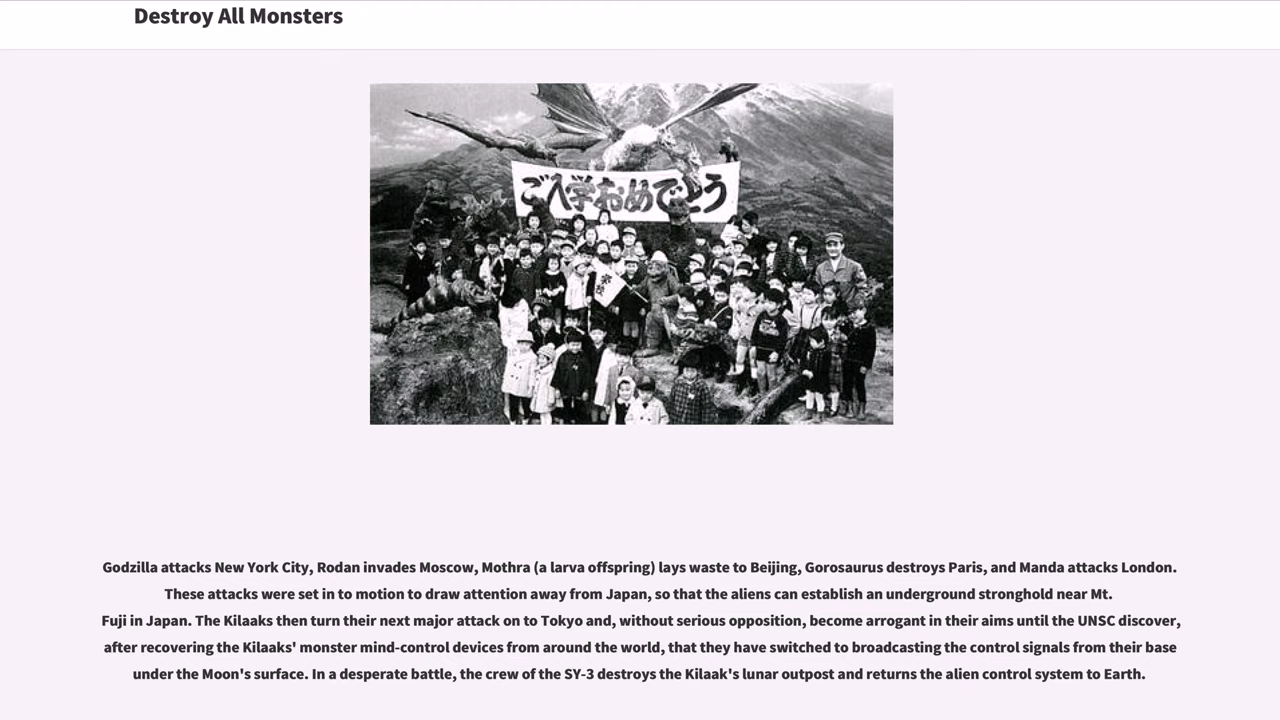 Destroy All Monsters
ご入学おめでとう
Godzilla attacks New York City, Rodan invades Moscow, Mothra (a larva offspring) lays waste to Beijing, Gorosaurus destroys Paris, and Manda attacks London.
These attacks were set in to motion to draw attention away from Japan, so that the aliens can establish an underground stronghold near Mt.
Fuji in Japan. The Kilaaks then turn their next major attack on to Tokyo and, without serious opposition, become arrogant in their aims until the UNSC discover,
after recovering the Kilaaks' monster mind-control devices from around the world, that they have switched to broadcasting the control signals from their base
under the Moon's surface. In a desperate battle, the crew of the SY-3 destroys the Kilaak's lunar outpost and returns the alien control system to Earth.